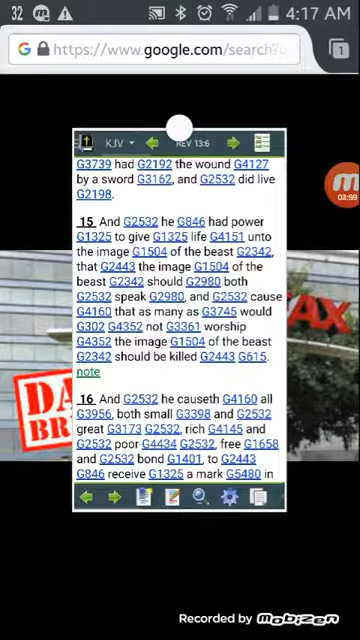 32 4:17 AM
https://www.google.com/search?
1
KJV REV 13:6
G3739 had G2192 the wound G4127
by a sword G3162, and G2532 did live
G2198.
15 And G2532 he G846 had power
G1325 to give G1325 life G4151 unto
the image G1504 of the beast G2342,
that G2443 the image G1504 of the
beast G2342 should G2980 both
G2532 speak G2980, and G2532 cause
G4160 that as many as G3745 would
G302 G4352 not G3361 worship
G4352 the image G1504 of the beast
G2342 should be killed G2443 G615.
note
16 And G2532 he causeth G4160 all
G3956, both small G3398 and G2532
great G3173 G2532, rich G4145 and
G2532 poor G4434 G2532, free G1658
and G2532 bond G1401, to G2443
G846 receive G1325 a mark G5480 in
03:59
AX
DA
BR
Recorded by mobizen